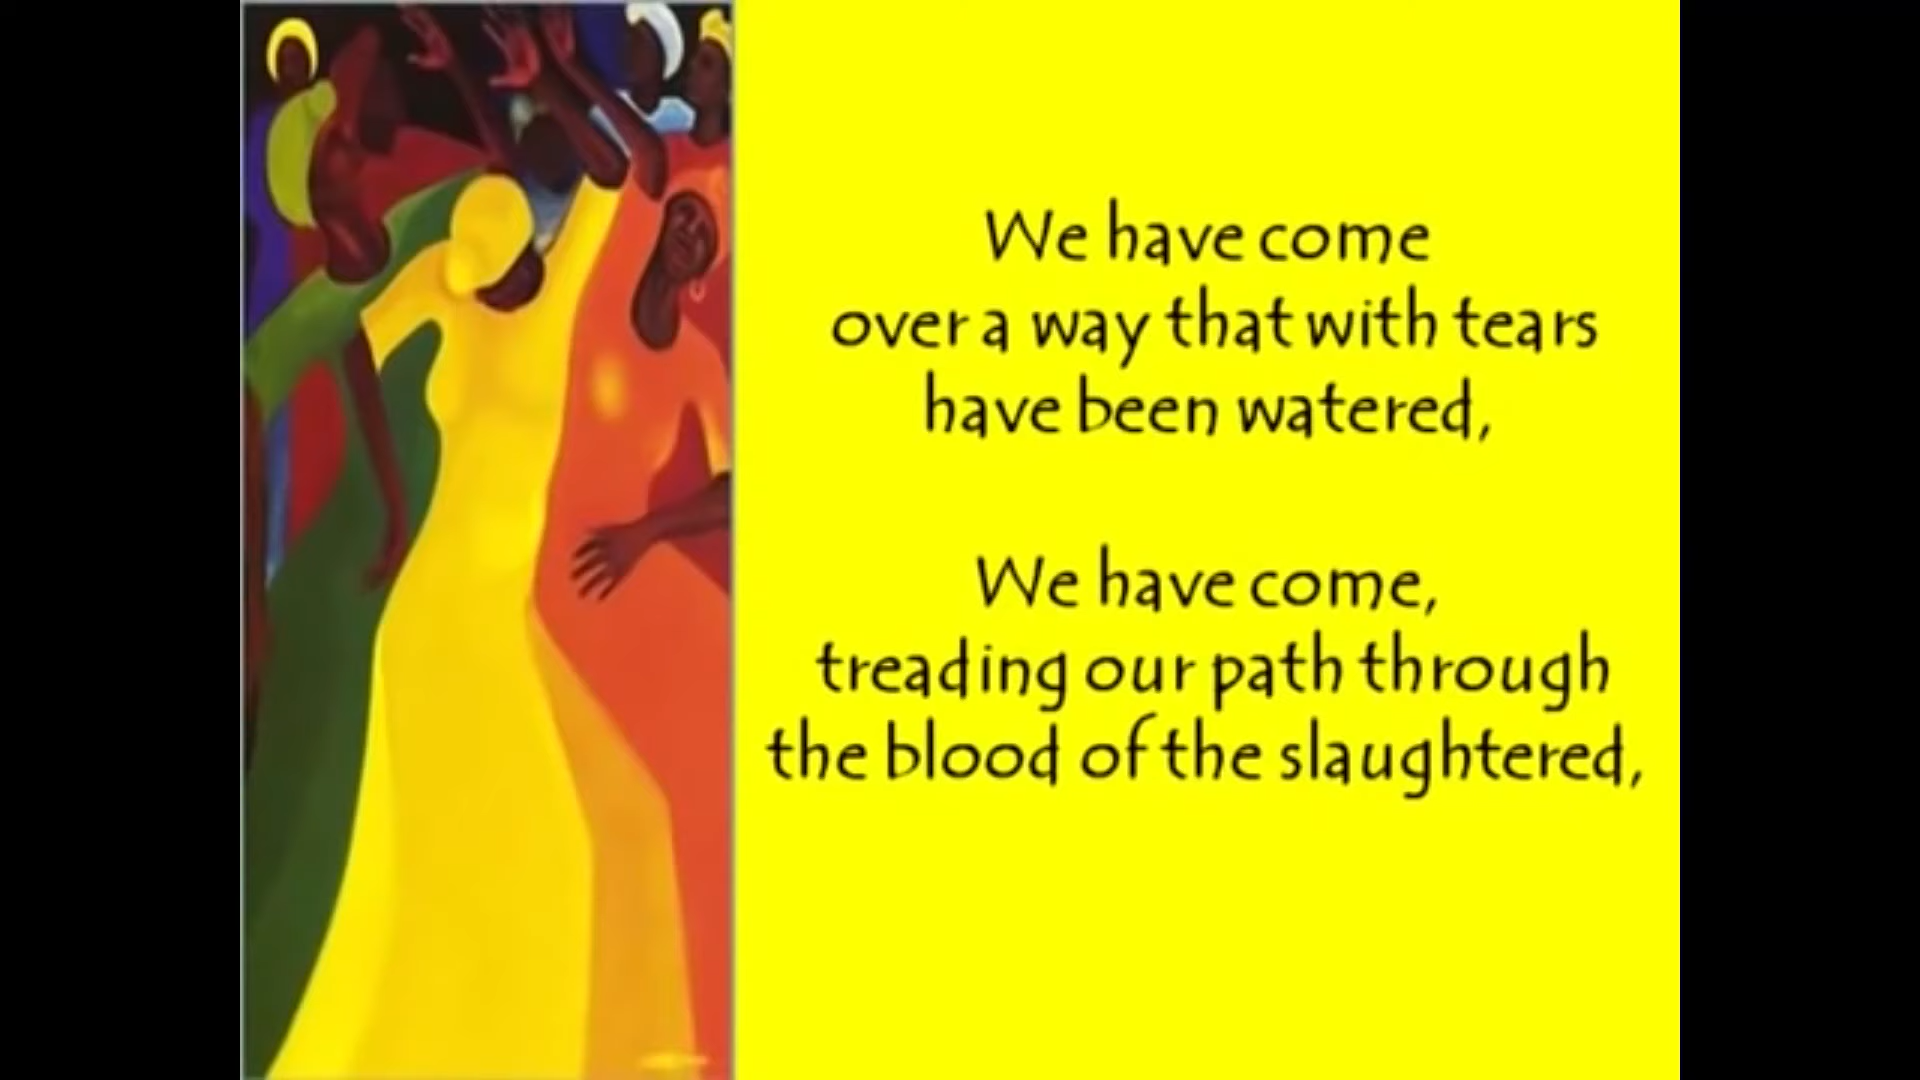 We have come
over a way that with tears
have been watered,
We have come,
treading our path through
the blood of the slaughtered,